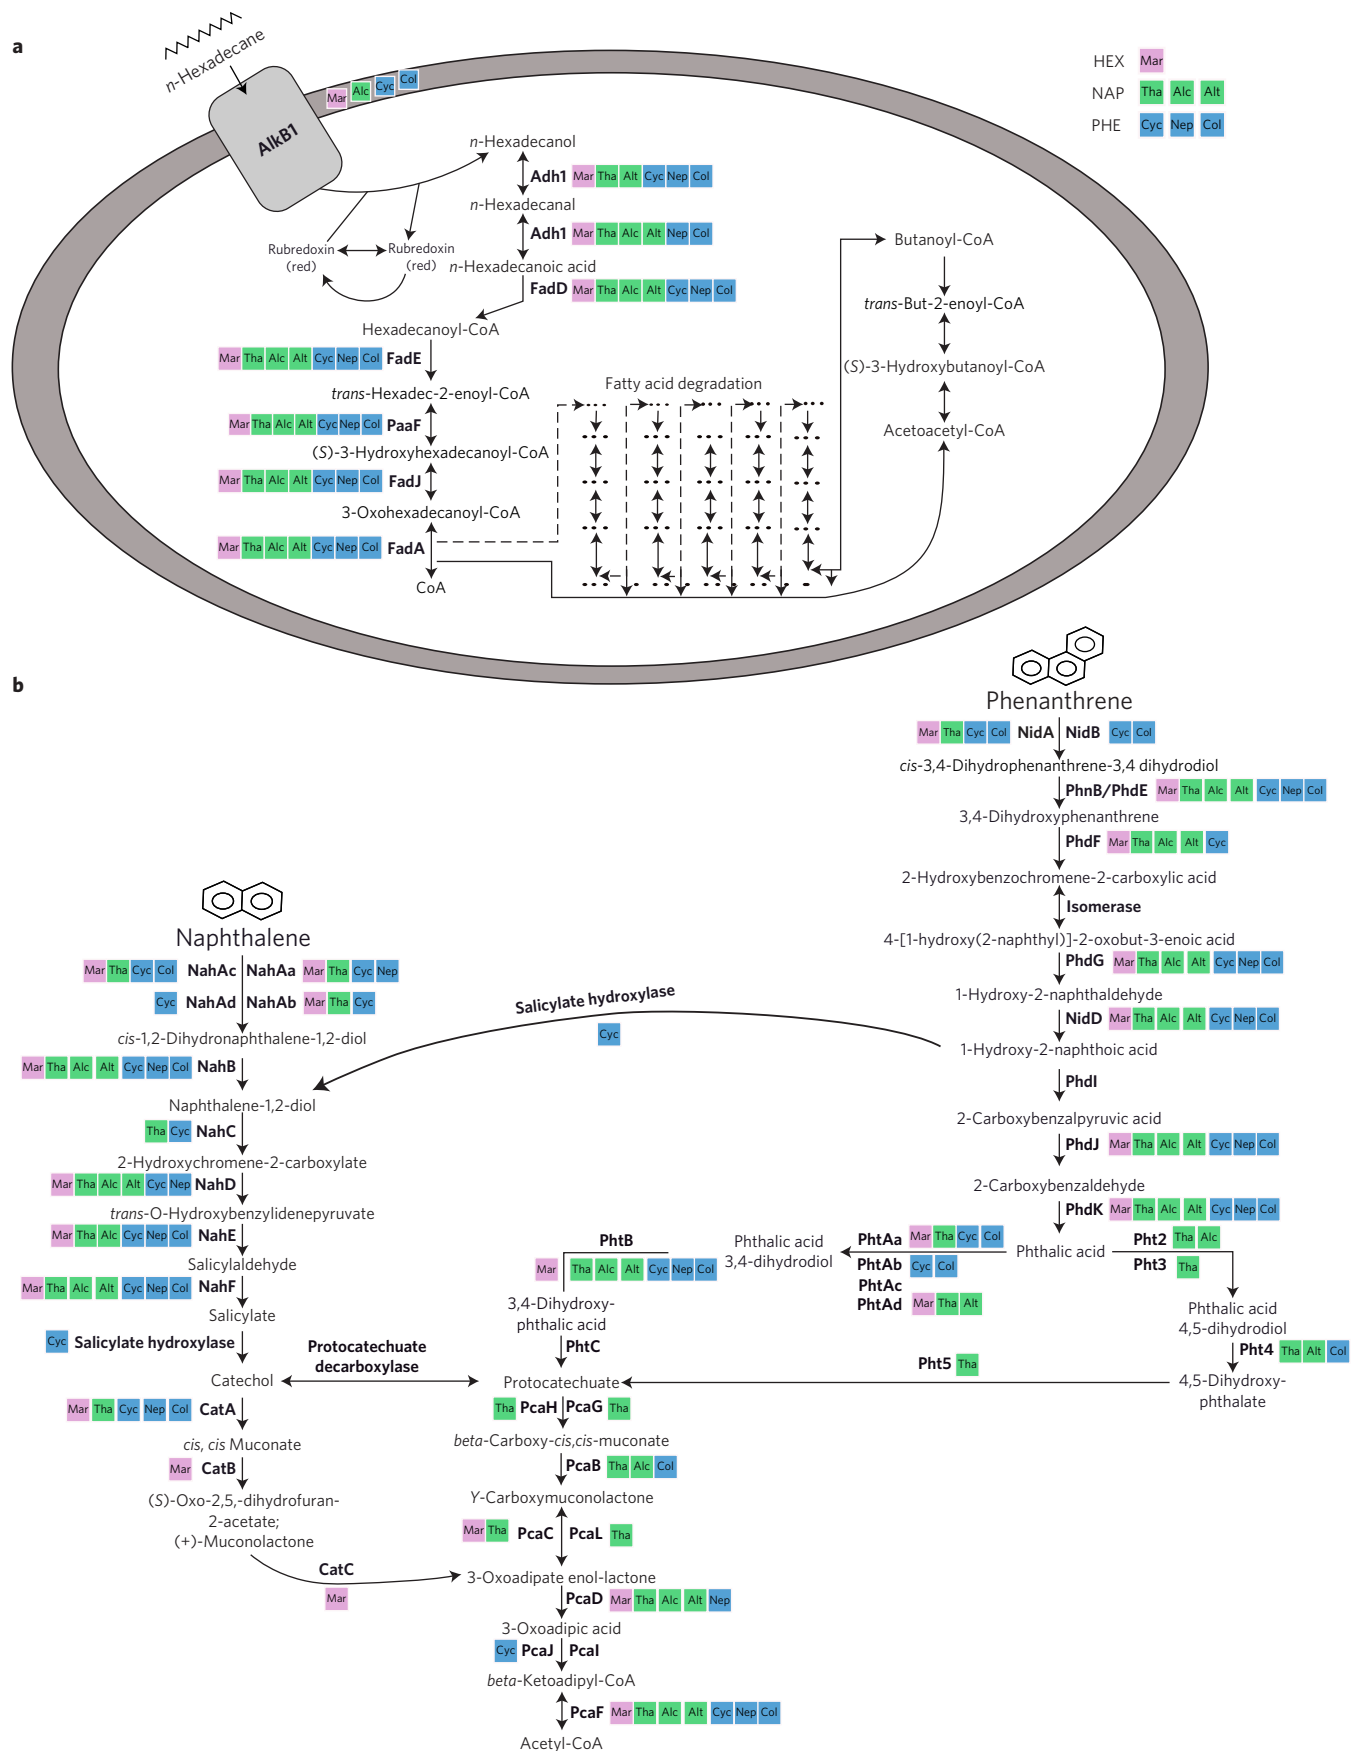 a
n-Hexadecane
AlkB1
Mar Alc Cyc Col
HEX Mar
NAP Tha Alc Alt
PHE Cyc Nep Col
n-Hexadecanol
Adh1 Mar Tha Alt Cyc Nep Col
n-Hexadecanal
Adh1 Mar Tha Alc Alt Nep Col
n-Hexadecanoic acid
FadD Mar Tha Alc Alt Cyc Nep Col
Rubredoxin
(red)
Rubredoxin
(red)
Hexadecanoyl-CoA
Mar Tha Alc Alt Cyc Nep Col FadE
trans-Hexadec-2-enoyl-CoA
Mar Tha Alc Alt Cyc Nep Col PaaF
(S)-3-Hydroxyhexadecanoyl-CoA
Mar Tha Alc Alt Cyc Nep Col FadJ
3-Oxohexadecanoyl-CoA
Mar Tha Alc Alt Cyc Nep Col FadA
CoA
Fatty acid degradation
Butanoyl-CoA
trans-But-2-enoyl-CoA
(S)-3-Hydroxybutanoyl-CoA
Acetoacetyl-CoA
b
Phenanthrene
Mar Tha Cyc Col NidA NidB Cyc Col
cis-3,4-Dihydrophenanthrene-3,4 dihydrodiol
PhnB/PhdE Mar Tha Alc Alt Cyc Nep Col
3,4-Dihydroxyphenanthrene
PhdF Mar Tha Alc Alt Cyc
2-Hydroxybenzochromene-2-carboxylic acid
Isomerase
4-[1-hydroxy(2-naphthyl)]-2-oxobut-3-enoic acid
PhdG Mar Tha Alc Alt Cyc Nep Col
1-Hydroxy-2-naphthaldehyde
NidD Mar Tha Alc Alt Cyc Nep Col
1-Hydroxy-2-naphthoic acid
PhdI
2-Carboxybenzalpyruvic acid
PhdJ Mar Tha Alc Alt Cyc Nep Col
2-Carboxybenzaldehyde
PhdK Mar Tha Alc Alt Cyc Nep Col
Phthalic acid
Pht2 Tha Alc
Pht3 Tha
Phthalic acid
4,5-dihydrodiol
Pht4 Tha Alt Col
4,5-Dihydroxy-
phthalate
Pht5 Tha
PhtAa Mar Tha Cyc Col
PhtAb Cyc Col
PhtAc
PhtAd Mar Tha Alt
Phthalic acid
3,4-dihydrodiol
PhtB
Mar Tha Alc Alt Cyc Nep Col
3,4-Dihydroxy-
phthalic acid
PhtC
Protocatechuate
Naphthalene
Mar Tha Cyc Col NahAc NahAa Mar Tha Cyc Nep
Cyc NahAd NahAb Mar Tha Cyc
cis-1,2-Dihydronaphthalene-1,2-diol
Mar Tha Alc Alt Cyc Nep Col NahB
Salicylate hydroxylase
Cyc
Naphthalene-1,2-diol
Tha Cyc NahC
2-Hydroxychromene-2-carboxylate
Mar Tha Alc Alt Cyc Nep NahD
trans-O-Hydroxybenzylidenepyruvate
Mar Tha Alc Cyc Nep Col NahE
Salicylaldehyde
Mar Tha Alc Alt Cyc Nep Col NahF
Salicylate
Cyc Salicylate hydroxylase
Protocatechuate
decarboxylase
Catechol
Mar Tha Cyc Nep Col CatA
cis, cis Muconate
Mar CatB
(S)-Oxo-2,5,-dihydrofuran-
2-acetate;
(+)-Muconolactone
CatC
Mar
Tha PcaH PcaG Tha
beta-Carboxy-cis,cis-muconate
PcaB Tha Alc Col
Y-Carboxymuconolactone
Mar Tha PcaC PcaL Tha
3-Oxoadipate enol-lactone
PcaD Mar Tha Alc Alt Nep
3-Oxoadipic acid
Cyc PcaJ PcaI
beta-Ketoadipyl-CoA
PcaF Mar Tha Alc Alt Cyc Nep Col
Acetyl-CoA